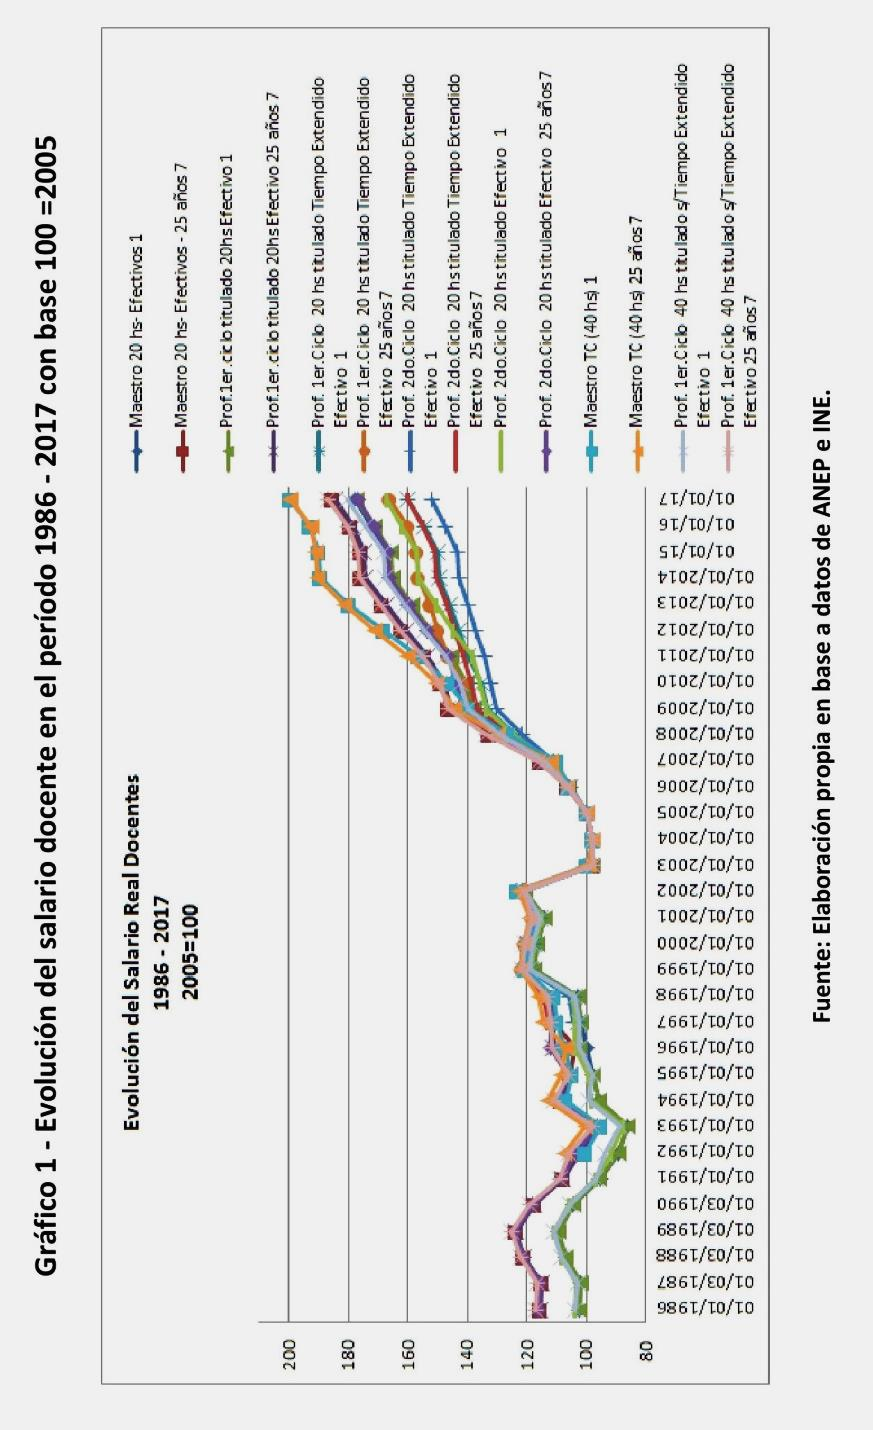 Gráfico 1 - Evolución del salario docente en el período 1986 - 2017 con base 100 =2005
Evolución del Salario Real Docentes
1986 - 2017
2005=100
200
180
160
140
120
100
80
01/01/1986
01/03/1987
01/03/1988
01/03/1989
01/03/1990
01/01/1991
01/01/1992
01/01/1993
01/01/1994
01/01/1995
01/01/1996
01/01/1997
01/01/1998
01/01/1999
01/01/2000
01/01/2001
01/01/2002
01/01/2003
01/01/2004
01/01/2005
01/01/2006
01/01/2007
01/01/2008
01/01/2009
01/01/2010
01/01/2011
01/01/2012
01/01/2013
01/01/2014
01/01/15
01/01/16
01/01/17
Maestro 20 hs- Efectivos 1
Maestro 20 hs- Efectivos - 25 años 7
Prof.1er.ciclo titulado 20hs Efectivo 1
Prof.1er.ciclo titulado 20hs Efectivo 25 años 7
Prof. 1er.Ciclo 20 hs titulado Tiempo Extendido
Efectivo 1
Prof. 1er.Ciclo 20 hs titulado Tiempo Extendido
Efectivo 25 años 7
Prof. 2do.Ciclo 20 hs titulado Tiempo Extendido
Efectivo 1
Prof. 2do.Ciclo 20 hs titulado Tiempo Extendido
Efectivo 25 años 7
Prof. 2do.Ciclo 20 hs titulado Efectivo 1
Prof. 2do.Ciclo 20 hs titulado Efectivo 25 años 7
Maestro TC (40 hs) 1
Maestro TC (40 hs) 25 años 7
Prof. 1er.Ciclo 40 hs titulado s/Tiempo Extendido
Efectivo 1
Prof. 1er.Ciclo 40 hs titulado s/Tiempo Extendido
Efectivo 25 años 7
Fuente: Elaboración propia en base a datos de ANEP e INE.